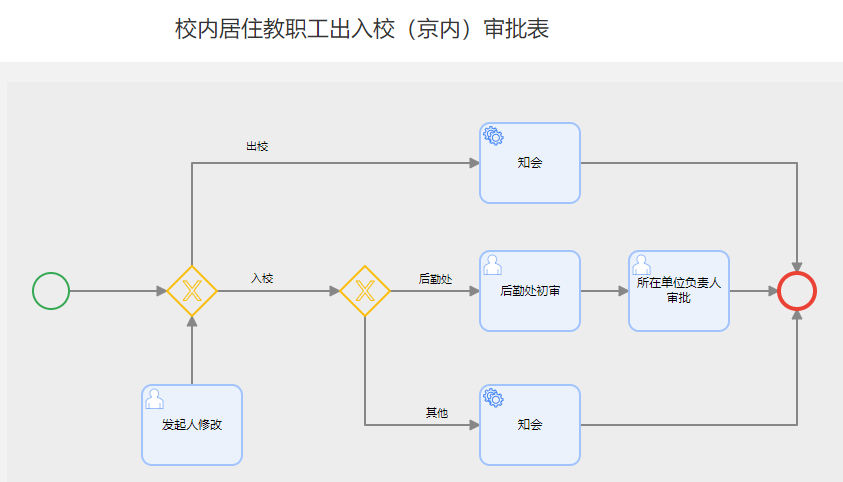 校内居住教职工出入校（京内）审批表
出校
知会
入校
后勤处
后勤处初审
所在单位负责人
审批
发起人修改
其他
知会